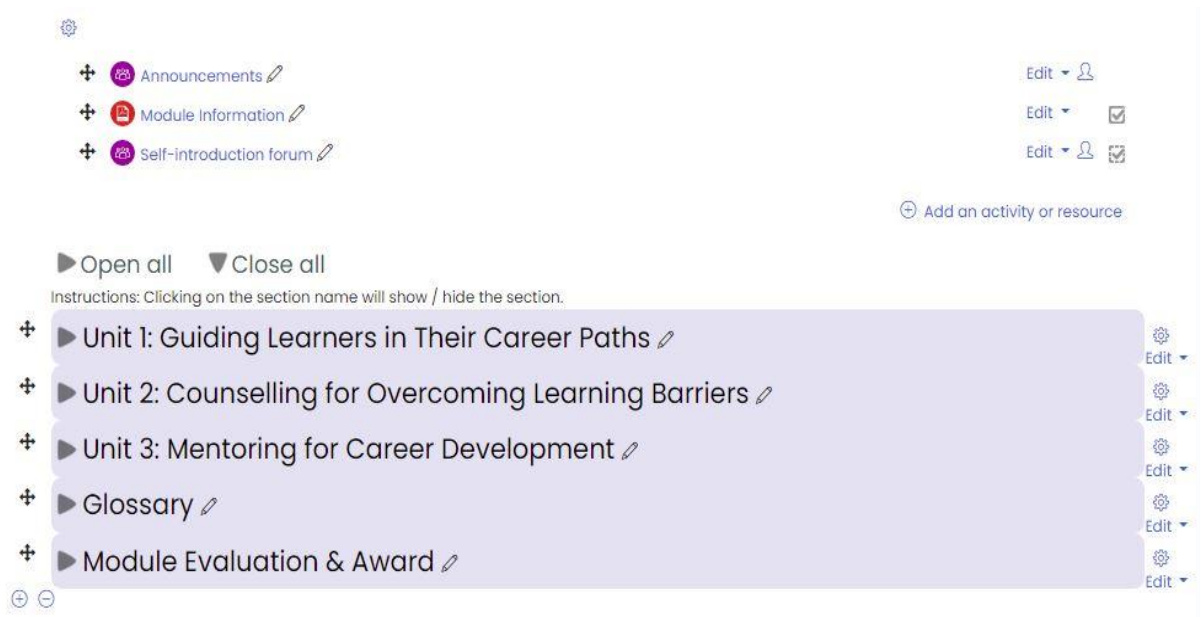 Announcements Edit
Module Information Edit
Self-introduction forum Edit
Add an activity or resource
Open all Close all
Instructions: Clicking on the section name will show / hide the section.
Unit 1: Guiding Learners in Their Career Paths
Edit
Unit 2: Counselling for Overcoming Learning Barriers
Edit
Unit 3: Mentoring for Career Development
Edit
Glossary
Edit
Module Evaluation & Award
Edit